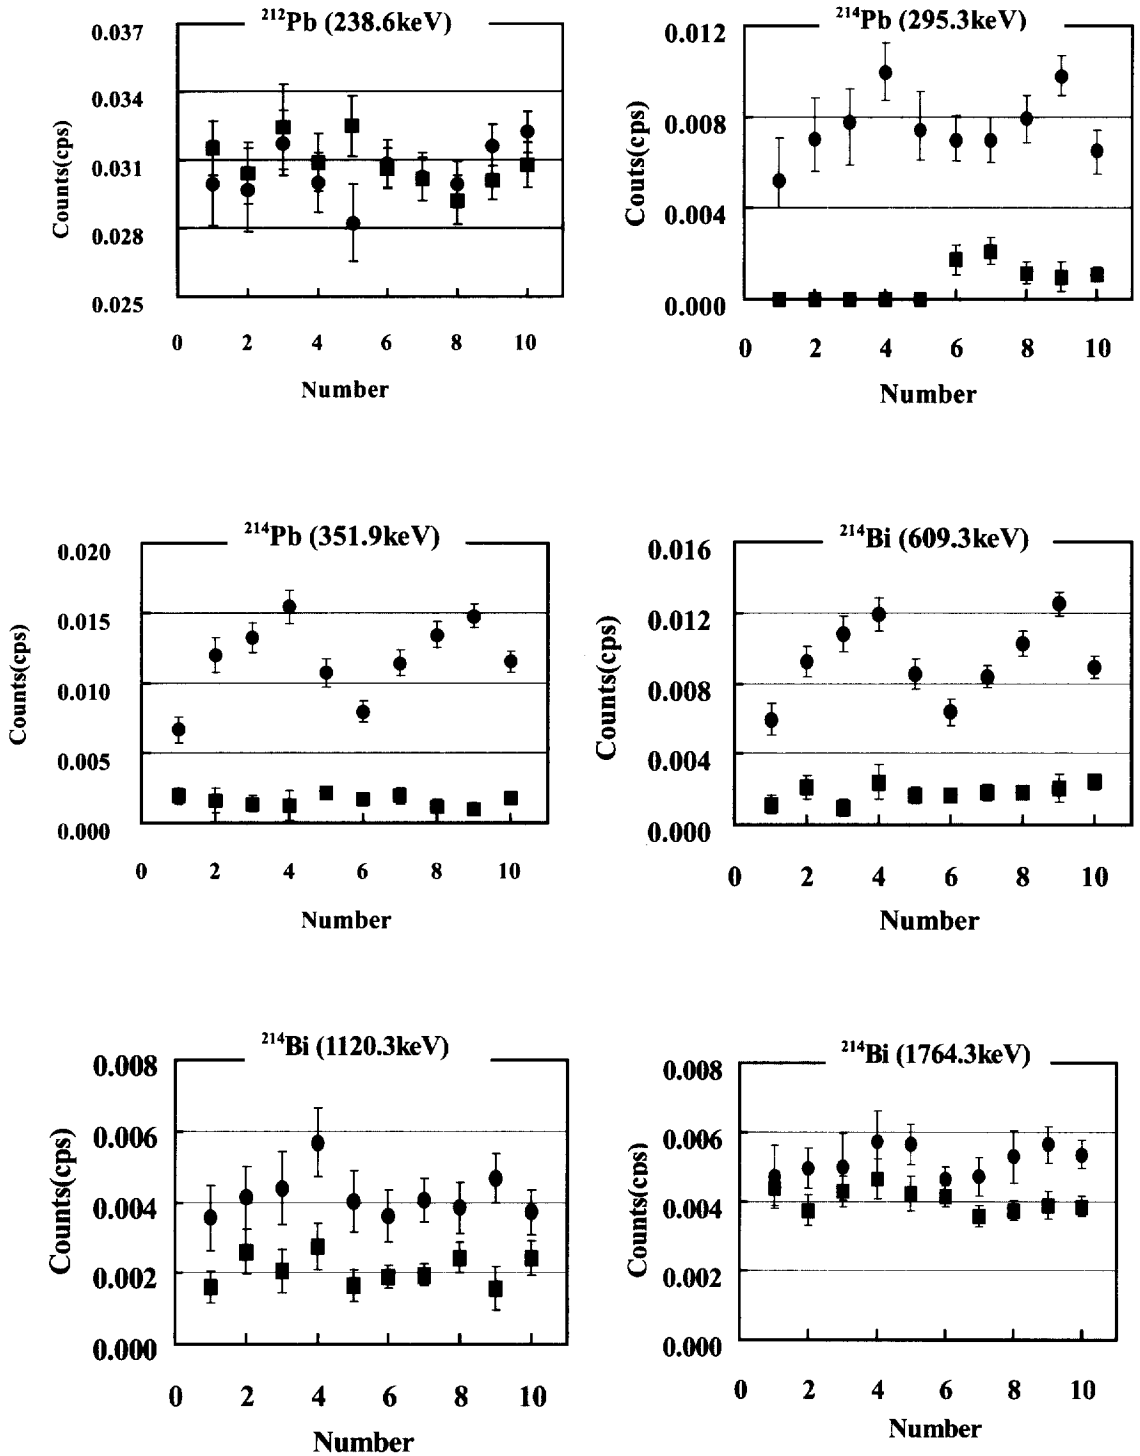 ²¹²Pb (238.6keV)
0.037
0.034
0.031
0.028
0.025
Counts(cps)
0 2 4 6 8 10
Number
²¹⁴Pb (295.3keV)
0.012
0.008
0.004
0.000
Couts(cps)
0 2 4 6 8 10
Number
²¹⁴Pb (351.9keV)
0.020
0.015
0.010
0.005
0.000
Counts(cps)
0 2 4 6 8 10
Number
²¹⁴Bi (609.3keV)
0.016
0.012
0.008
0.004
0.000
Counts(cps)
0 2 4 6 8 10
Number
²¹⁴Bi (1120.3keV)
0.008
0.006
0.004
0.002
0.000
Counts(cps)
0 2 4 6 8 10
Number
²¹⁴Bi (1764.3keV)
0.008
0.006
0.004
0.002
0.000
Counts(cps)
0 2 4 6 8 10
Number